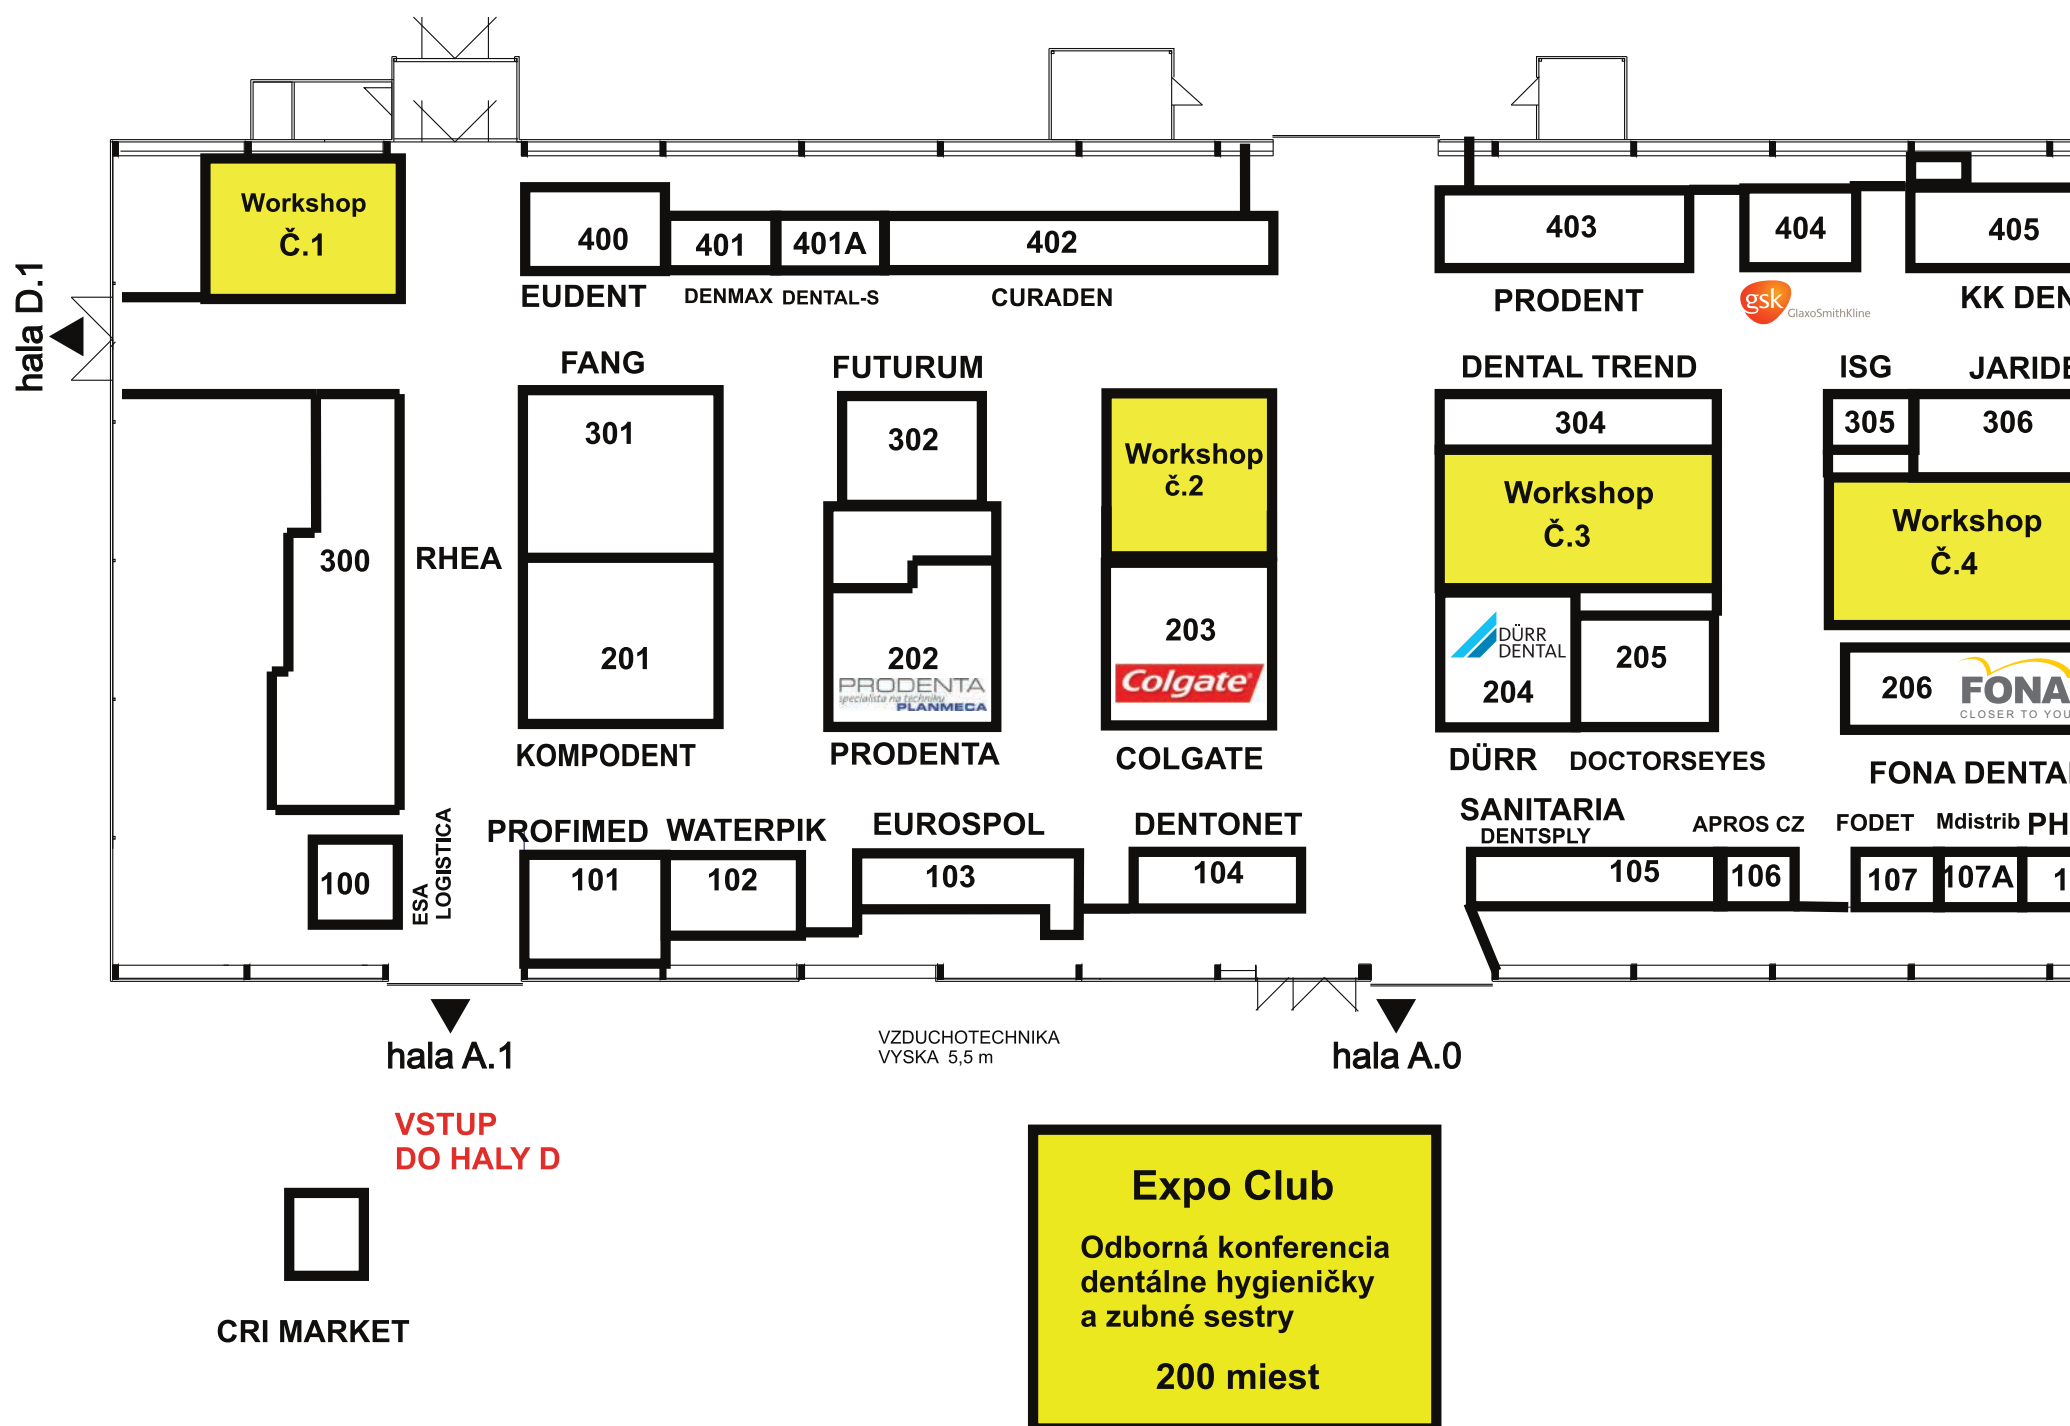 Workshop
Č.1
400
401
401A
402
403
404
405
EUDENT
DENMAX
DENTAL-S
CURADEN
PRODENT
gsk
GlaxoSmithKline
KK DEN
hala D.1
FANG
FUTURUM
DENTAL TREND
ISG
JARIDE
301
302
Workshop
č.2
304
305
306
Workshop
Č.3
Workshop
Č.4
300
RHEA
201
202
PRODENTA
specialista na techniku
PLANMECA
203
Colgate
DÜRR
DENTAL
204
205
206
FONA
CLOSER TO YOU
KOMPODENT
PRODENTA
COLGATE
DÜRR
DOCTORSEYES
FONA DENTA
ESA
LOGISTICA
PROFIMED
WATERPIK
EUROSPOL
DENTONET
SANITARIA
DENTSPLY
APROS CZ
FODET
Mdistrib
PH
100
101
102
103
104
105
106
107
107A
1
hala A.1
VZDUCHOTECHNIKA
VYSKA 5,5 m
hala A.0
VSTUP
DO HALY D
CRI MARKET
Expo Club
Odborná konferencia
dentálne hygieničky
a zubné sestry
200 miest